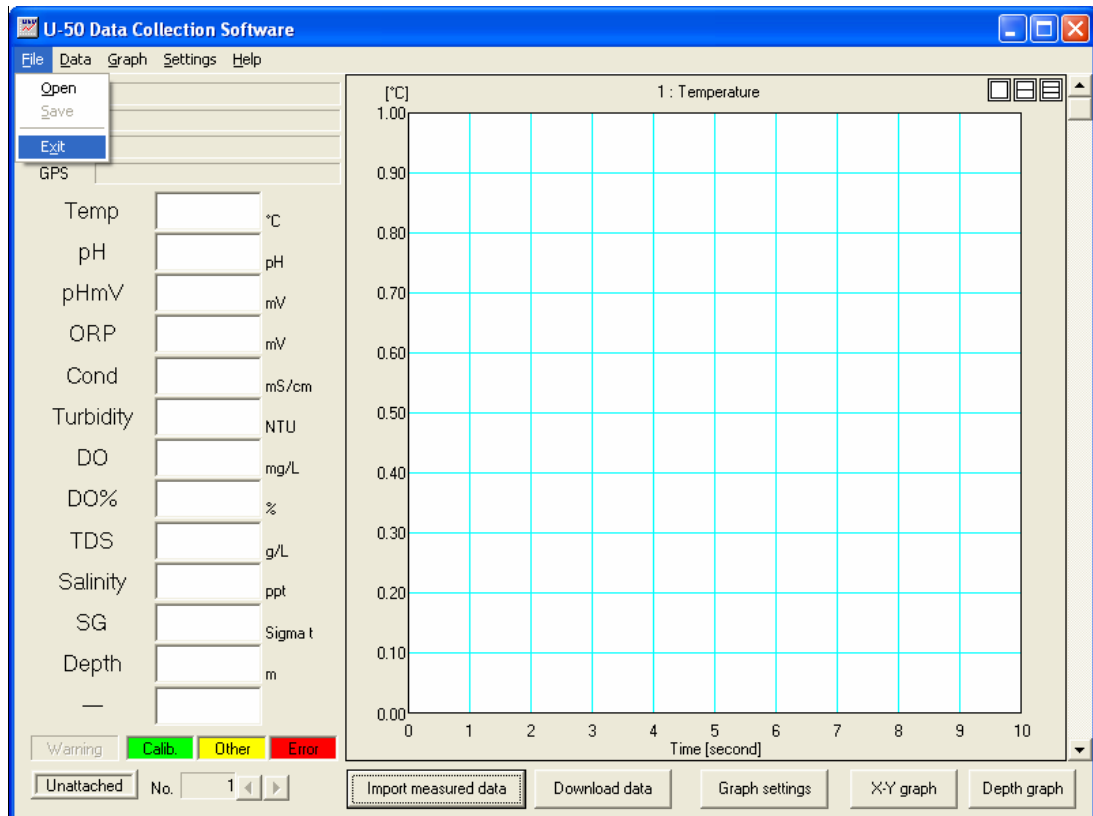 U-50 Data Collection Software
File Data Graph Settings Help
Open
Save
Exit
GPS
Temp °C
pH pH
pHmV mV
ORP mV
Cond mS/cm
Turbidity NTU
DO mg/L
DO% %
TDS g/L
Salinity ppt
SG Sigma t
Depth m
—
Warning Calib. Other Error
Unattached No. 1
[°C] 1 : Temperature
1.00
0.90
0.80
0.70
0.60
0.50
0.40
0.30
0.20
0.10
0.00
0 1 2 3 4 5 6 7 8 9 10
Time [second]
Import measured data Download data Graph settings X-Y graph Depth graph